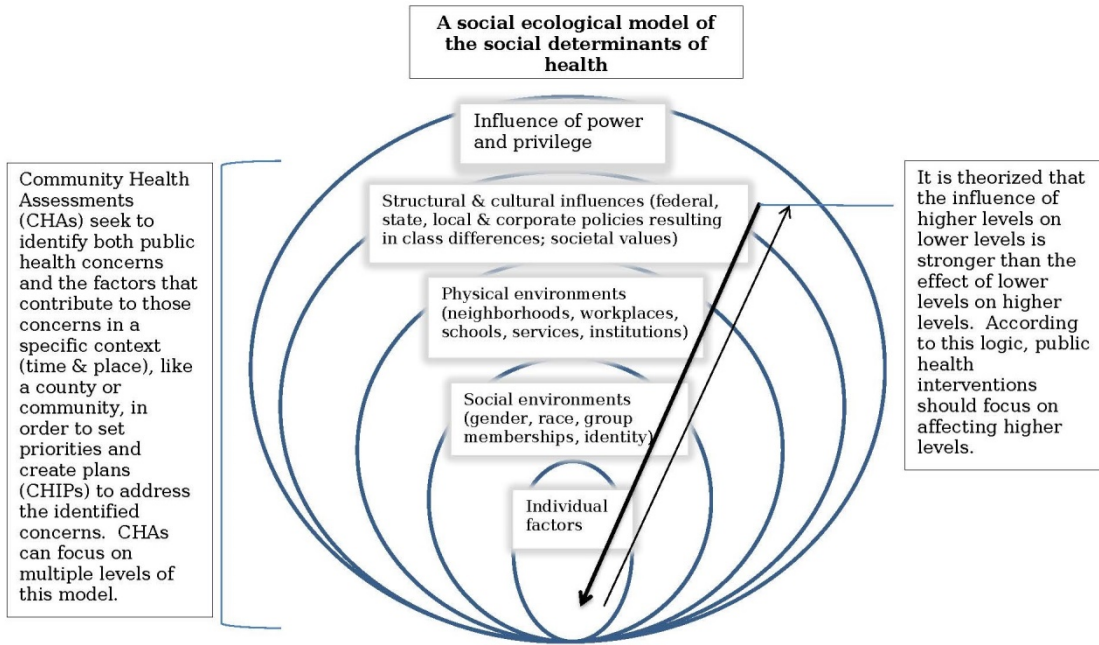 A social ecological model of
the social determinants of
health
Influence of power
and privilege
Community Health
Assessments
(CHAs) seek to
identify both public
health concerns
and the factors that
contribute to those
concerns in a
specific context
(time & place), like
a county or
community, in
order to set
priorities and
create plans
(CHIPs) to address
the identified
concerns.  CHAs
can focus on
multiple levels of
this model.
Structural & cultural influences (federal,
state, local & corporate policies resulting
in class differences; societal values)
Physical environments
(neighborhoods, workplaces,
schools, services, institutions)
Social environments
(gender, race, group
memberships, identity)
Individual
factors
It is theorized that
the influence of
higher levels on
lower levels is
stronger than the
effect of lower
levels on higher
levels.  According
to this logic, public
health
interventions
should focus on
affecting higher
levels.